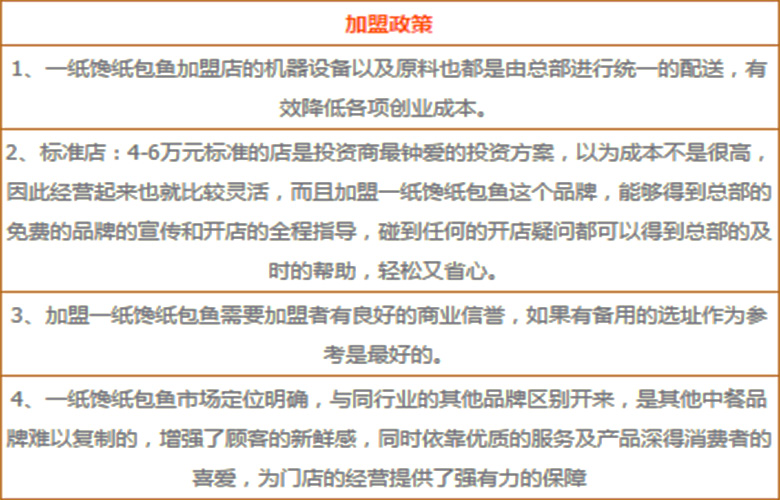 加盟政策
1、一纸馋纸包鱼加盟店的机器设备以及原料也都是由总部进行统一的配送，有
效降低各项创业成本。
2、标准店：4-6万元标准的店是投资商最钟爱的投资方案，以为成本不是很高，
因此经营起来也就比较灵活，而且加盟一纸馋纸包鱼这个品牌，能够得到总部的
免费的品牌的宣传和开店的全程指导，碰到任何的开店疑问都可以得到总部的及
时的帮助，轻松又省心。
3、加盟一纸馋纸包鱼需要加盟者有良好的商业信誉，如果有备用的选址作为参
考是最好的。
4、一纸馋纸包鱼市场定位明确，与同行业的其他品牌区别开来，是其他中餐品
牌难以复制的，增强了顾客的新鲜感，同时依靠优质的服务及产品深得消费者的
喜爱，为门店的经营提供了强有力的保障